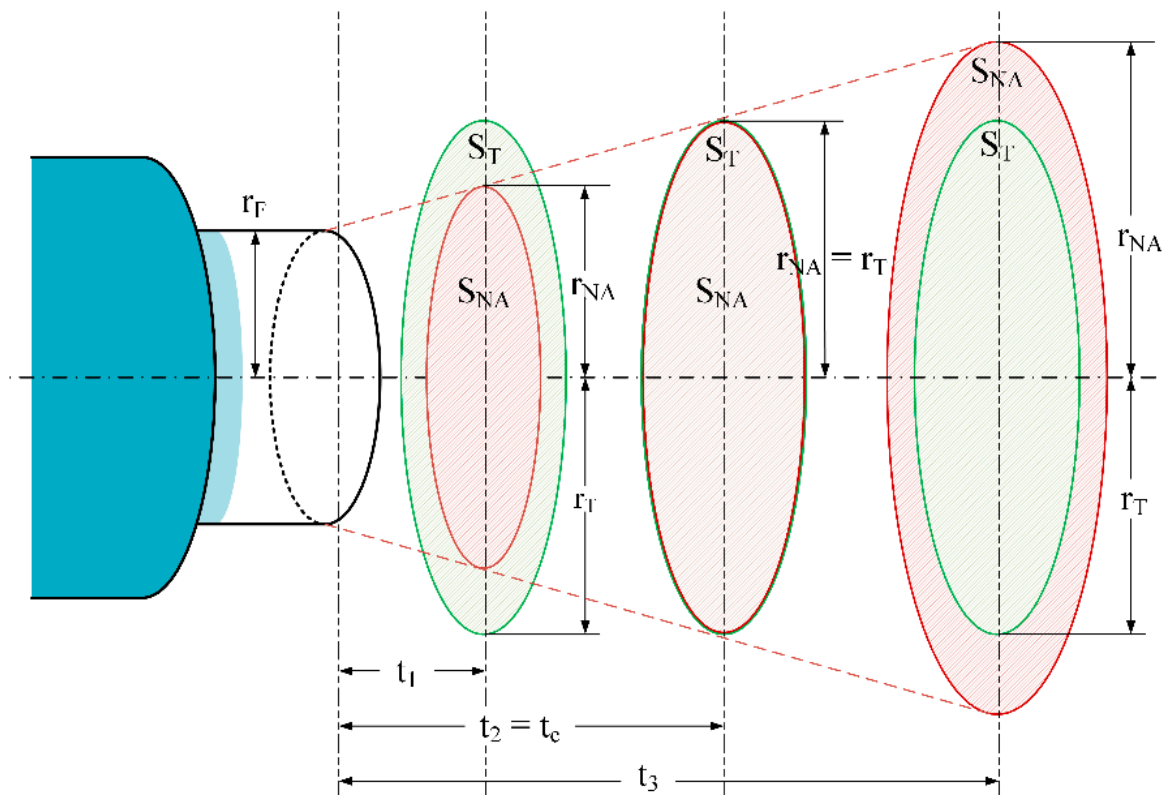 S_NA
S_T
S_T
S_T
r_F
r_NA
r_NA = r_T
r_NA
S_NA
S_NA
r_T
r_T
t_1
t_2 = t_c
t_3